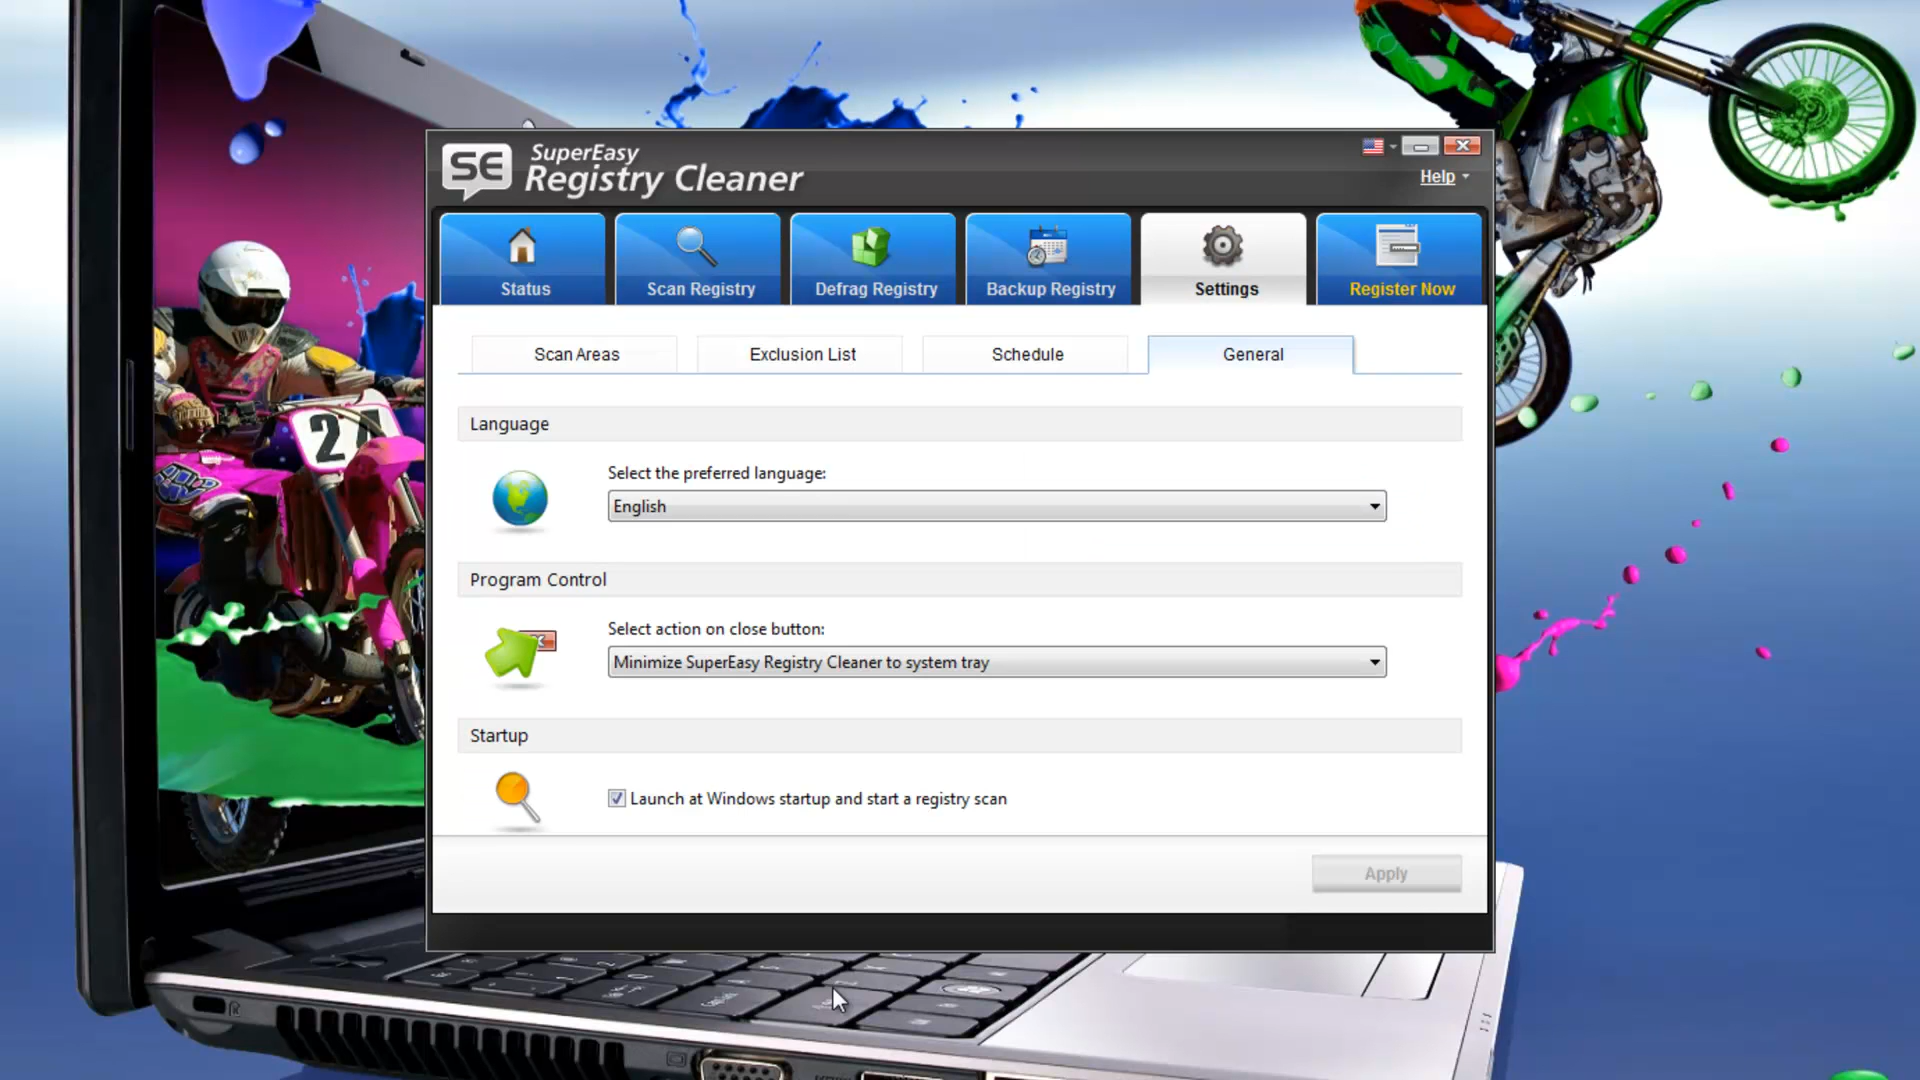 SE
SuperEasy
Registry Cleaner
Help
Status
Scan Registry
Defrag Registry
Backup Registry
Settings
Register Now
Scan Areas
Exclusion List
Schedule
General
Language
Select the preferred language:
English
Program Control
Select action on close button:
Minimize SuperEasy Registry Cleaner to system tray
Startup
Launch at Windows startup and start a registry scan
Apply